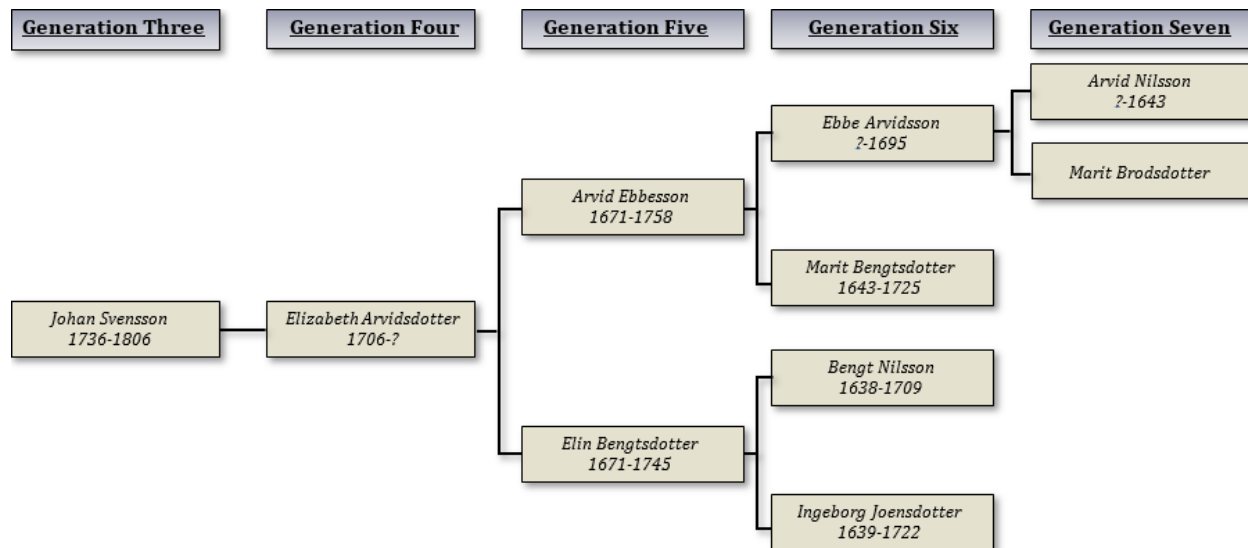 Generation Three
Generation Four
Generation Five
Generation Six
Generation Seven
Arvid Nilsson
?-1643
Ebbe Arvidsson
?-1695
Marit Brodsdotter
Arvid Ebbesson
1671-1758
Marit Bengtsdotter
1643-1725
Johan Svensson
1736-1806
Elizabeth Arvidsdotter
1706-?
Bengt Nilsson
1638-1709
Elin Bengtsdotter
1671-1745
Ingeborg Joensdotter
1639-1722